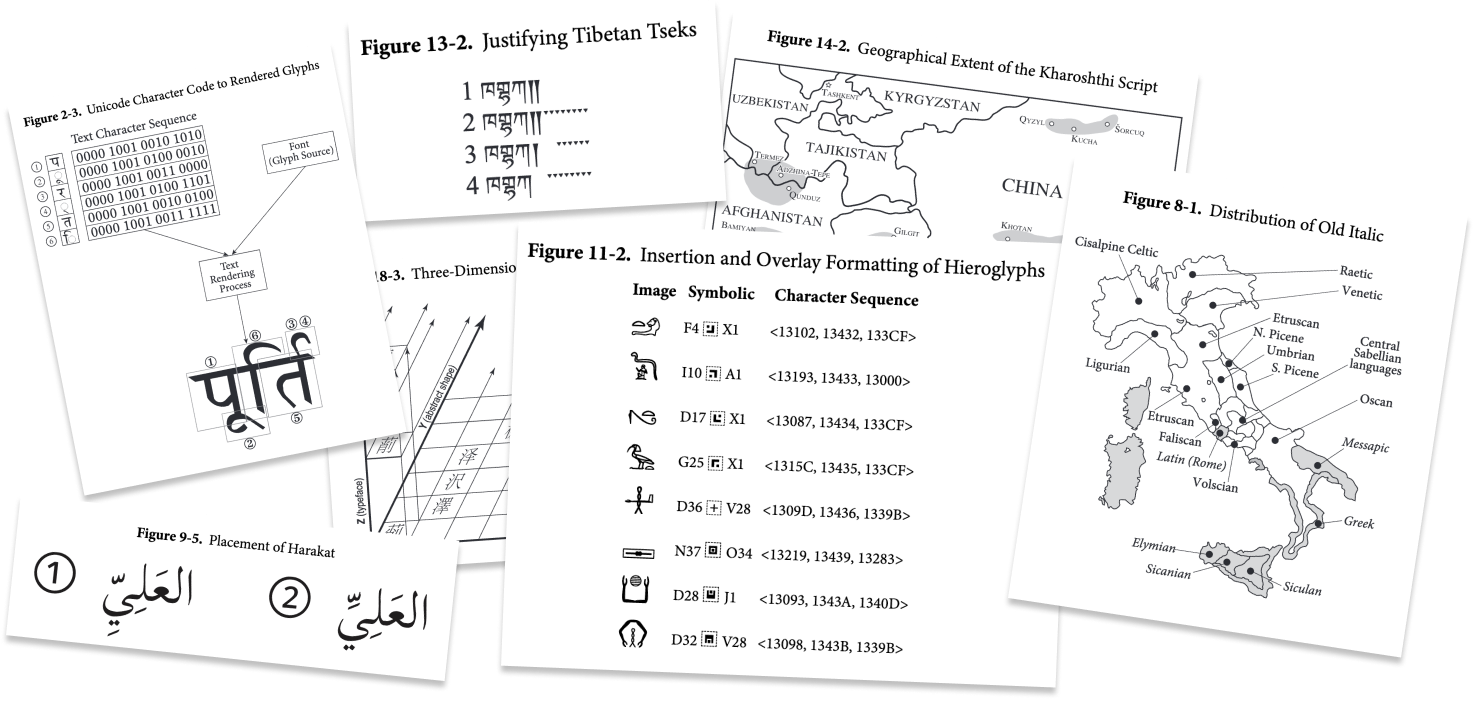 Figure 2-3. Unicode Character Code to Rendered Glyphs
Text Character Sequence
① प 0000 1001 0010 1010
② ू 0000 1001 0100 0010
③ र 0000 1001 0011 0000
④ ् 0000 1001 0100 1101
⑤ त 0000 1001 0010 0100
⑥ ि 0000 1001 0011 1111
Font
(Glyph Source)
Text
Rendering
Process
① ⑥ ③ ④
पूर्ति
② ⑤
Figure 13-2. Justifying Tibetan Tseks
1
2
3
4
Figure 14-2. Geographical Extent of the Kharoshthi Script
UZBEKISTAN
TASHKENT
KYRGYZSTAN
QYZYL
KUCHA
ŠORCUQ
TAJIKISTAN
TERMEZ
ADZHINA-TEPE
QUNDUZ
CHINA
AFGHANISTAN
BAMIYAN
GILGIT
KHOTAN
8-3. Three-Dimensio
Y (abstract shape)
Z (typeface)
泽
沢
澤
Figure 9-5. Placement of Harakat
① العَلِيِّ
② العَلِيِّ
Figure 11-2. Insertion and Overlay Formatting of Hieroglyphs
Image Symbolic Character Sequence
F4 X1 <13102, 13432, 133CF>
I10 A1 <13193, 13433, 13000>
D17 X1 <13087, 13434, 133CF>
G25 X1 <1315C, 13435, 133CF>
D36 + V28 <1309D, 13436, 1339B>
N37 O34 <13219, 13439, 13283>
D28 J1 <13093, 1343A, 1340D>
D32 V28 <13098, 1343B, 1339B>
Figure 8-1. Distribution of Old Italic
Cisalpine Celtic
Raetic
Venetic
Etruscan
N. Picene
Umbrian
S. Picene
Central
Sabellian
languages
Ligurian
Oscan
Etruscan
Faliscan
Latin (Rome)
Volscian
Messapic
Greek
Elymian
Sicanian
Siculan